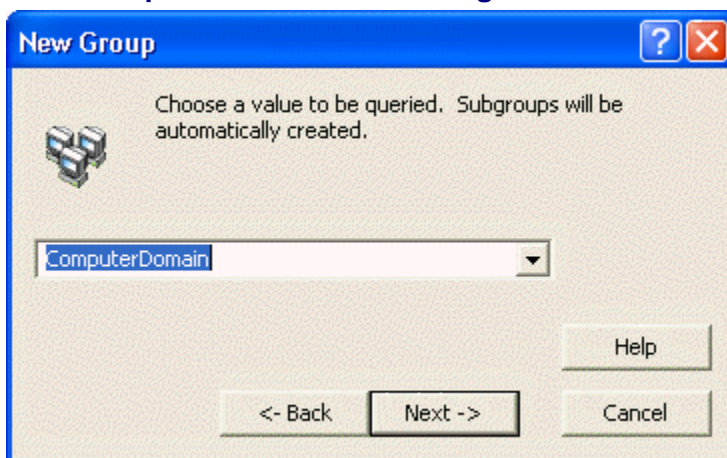 New Group
Choose a value to be queried. Subgroups will be
automatically created.
ComputerDomain
Help
<- Back
Next ->
Cancel